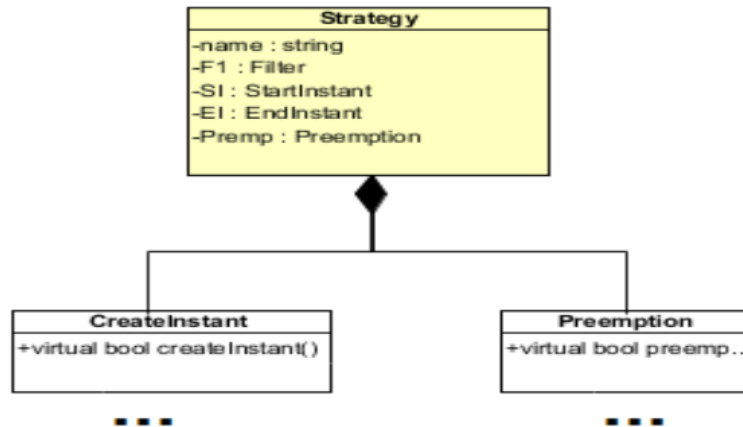 Strategy
-name : string
-F1 : Filter
-SI : StartInstant
-EI : EndInstant
-Premp : Preemption
CreateInstant
+virtual bool createInstant()
Preemption
+virtual bool preemp..
...
...